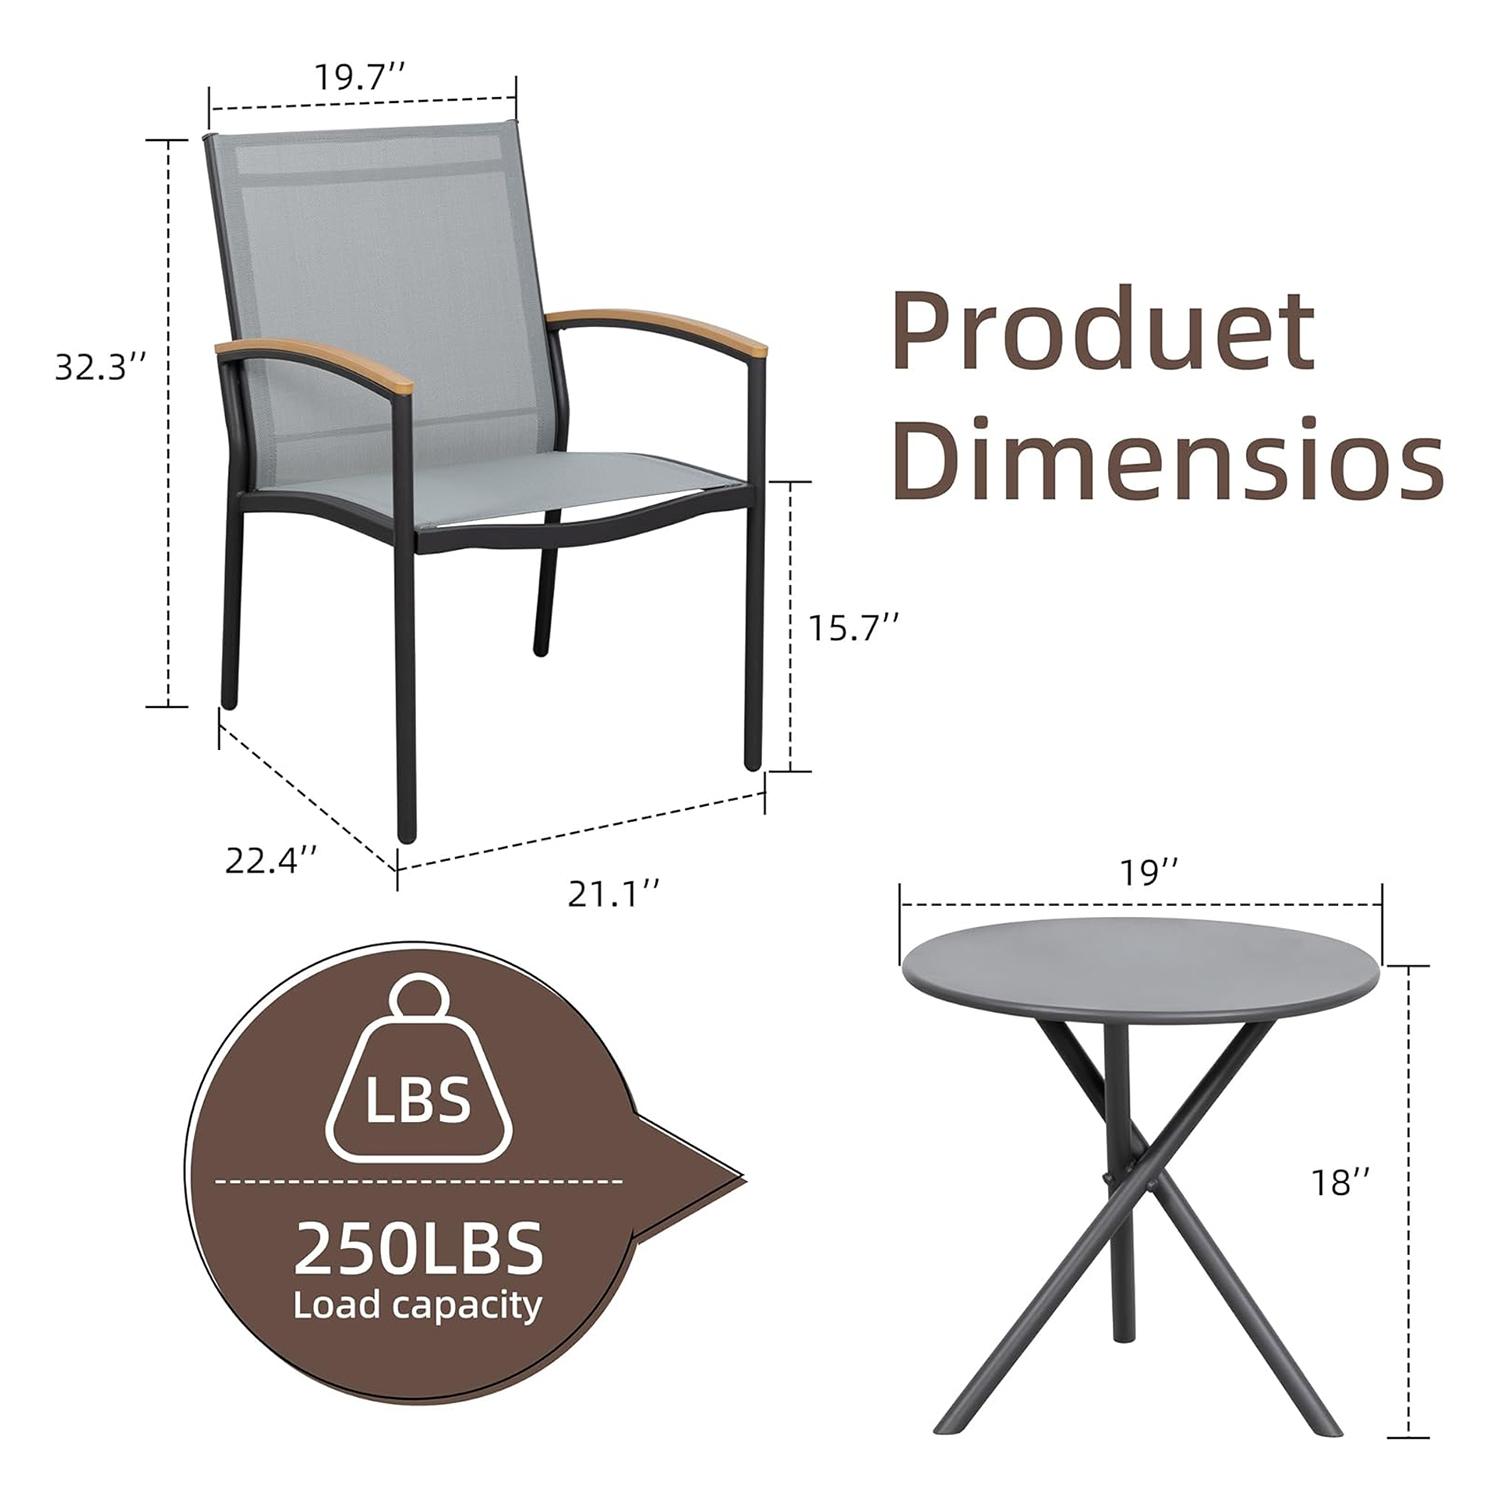 19.7’’
32.3’’
Produet
Dimensios
15.7’’
22.4’’
21.1’’
19’’
18’’
LBS
250LBS
Load capacity